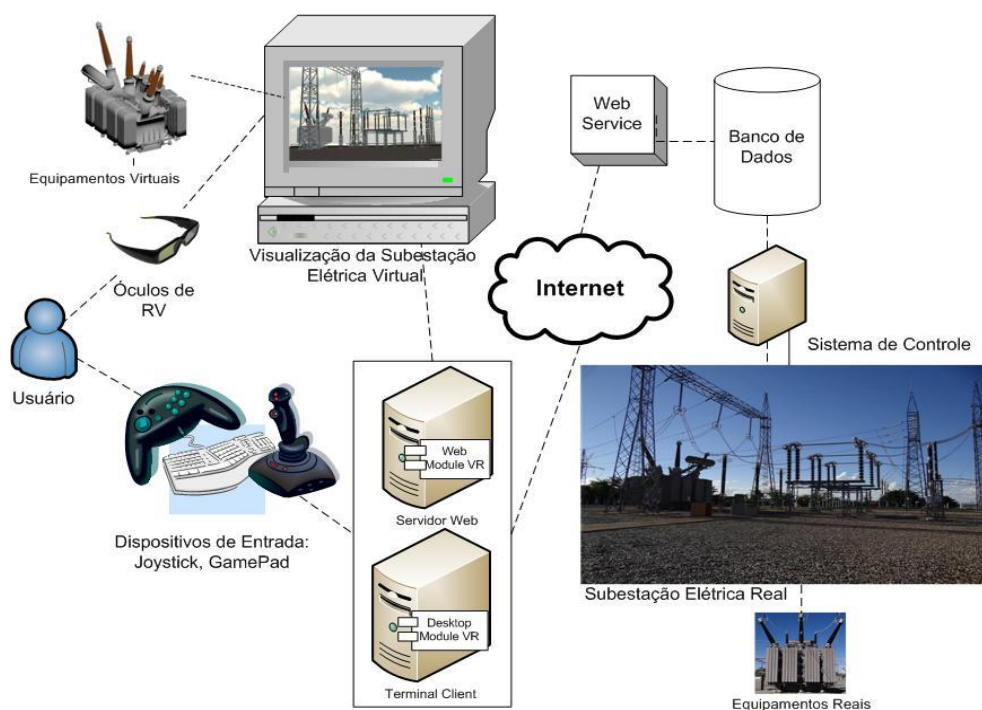 Equipamentos Virtuais
Óculos de
RV
Usuário
Visualização da Subestação
Elétrica Virtual
Dispositivos de Entrada:
Joystick, GamePad
Web
Module VR
Servidor Web
Desktop
Module VR
Terminal Client
Internet
Web
Service
Banco de
Dados
Sistema de Controle
Subestação Elétrica Real
Equipamentos Reais